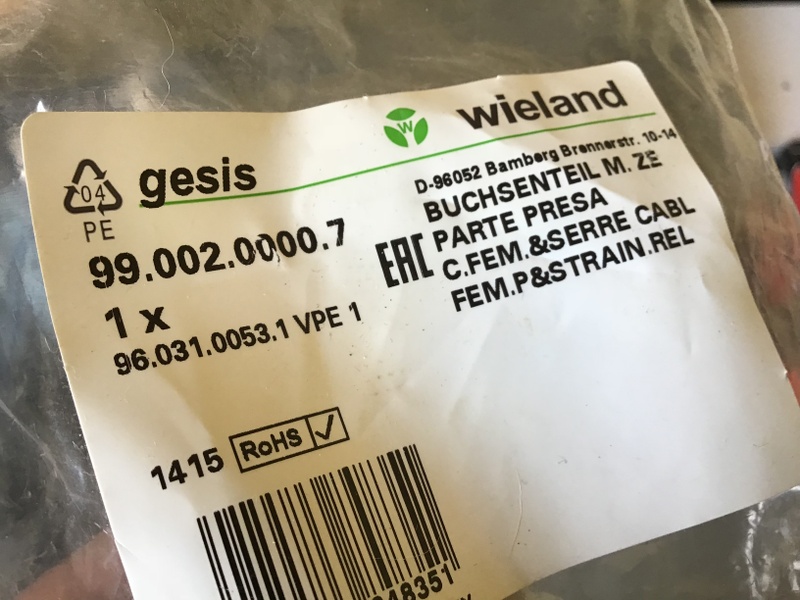 wieland
W
gesis
D-96052 Bamberg Brennerstr. 10-14
04
PE
BUCHSENTEIL M. ZE
PARTE PRESA
C.FEM.&SERRE CABL
FEM.P&STRAIN.REL
EAC
99.002.0000.7
1 x
96.031.0053.1 VPE 1
1415 RoHS ✓
048351